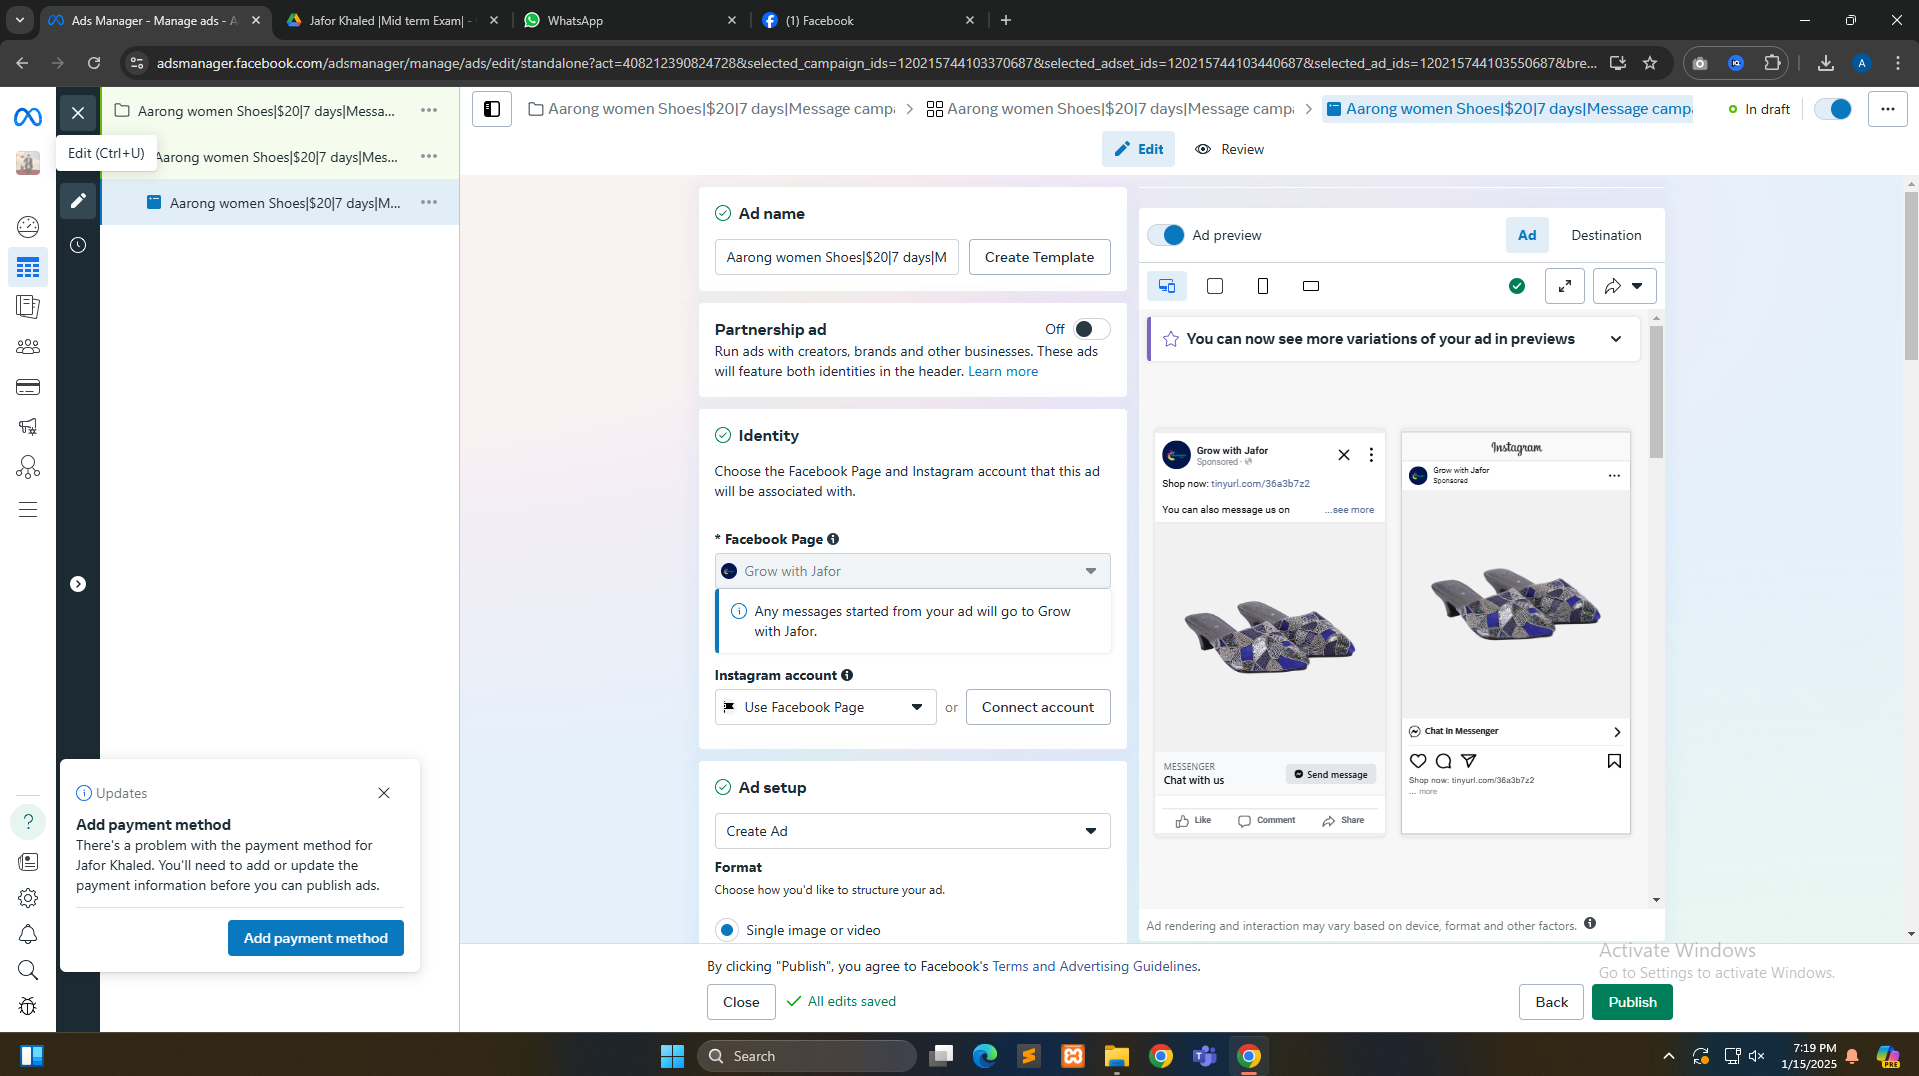 Ads Manager - Manage ads - A
Jafor Khaled |Mid term Exam| -
WhatsApp
(1) Facebook
adsmanager.facebook.com/adsmanager/manage/ads/edit/standalone?act=408212390824728&selected_campaign_ids=120215744103370687&selected_adset_ids=120215744103440687&selected_ad_ids=120215744103550687&bre...
A
Aarong women Shoes|$20|7 days|Messa...
Edit (Ctrl+U)
Aarong women Shoes|$20|7 days|Mes...
Aarong women Shoes|$20|7 days|M...
Aarong women Shoes|$20|7 days|Message camp
Aarong women Shoes|$20|7 days|Message camp
Aarong women Shoes|$20|7 days|Message camp
In draft
Edit
Review
Ad name
Aarong women Shoes|$20|7 days|M
Create Template
Partnership ad
Off
Run ads with creators, brands and other businesses. These ads
will feature both identities in the header. Learn more
Identity
Choose the Facebook Page and Instagram account that this ad
will be associated with.
* Facebook Page
Grow with Jafor
Any messages started from your ad will go to Grow
with Jafor.
Instagram account
Use Facebook Page
or
Connect account
Ad setup
Create Ad
Format
Choose how you'd like to structure your ad.
Single image or video
Ad preview
Ad
Destination
You can now see more variations of your ad in previews
Grow with Jafor
Sponsored ·
Shop now: tinyurl.com/36a3b7z2
You can also message us on
...see more
MESSENGER
Chat with us
Send message
Like
Comment
Share
Instagram
Grow with Jafor
Sponsored
Chat In Messenger
Shop now: tinyurl.com/36a3b7z2
... more
Ad rendering and interaction may vary based on device, format and other factors.
Updates
Add payment method
There's a problem with the payment method for
Jafor Khaled. You'll need to add or update the
payment information before you can publish ads.
Add payment method
By clicking "Publish", you agree to Facebook's Terms and Advertising Guidelines.
Close
All edits saved
Back
Publish
Activate Windows
Go to Settings to activate Windows.
Search
7:19 PM
1/15/2025
PRE